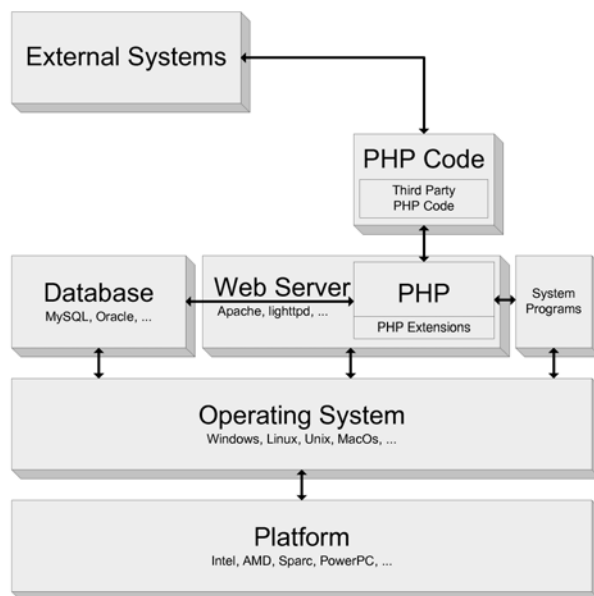 External Systems
PHP Code
Third Party
PHP Code
Database
MySQL, Oracle, ...
Web Server
Apache, lighttpd, ...
PHP
PHP Extensions
System
Programs
Operating System
Windows, Linux, Unix, MacOs, ...
Platform
Intel, AMD, Sparc, PowerPC, ...